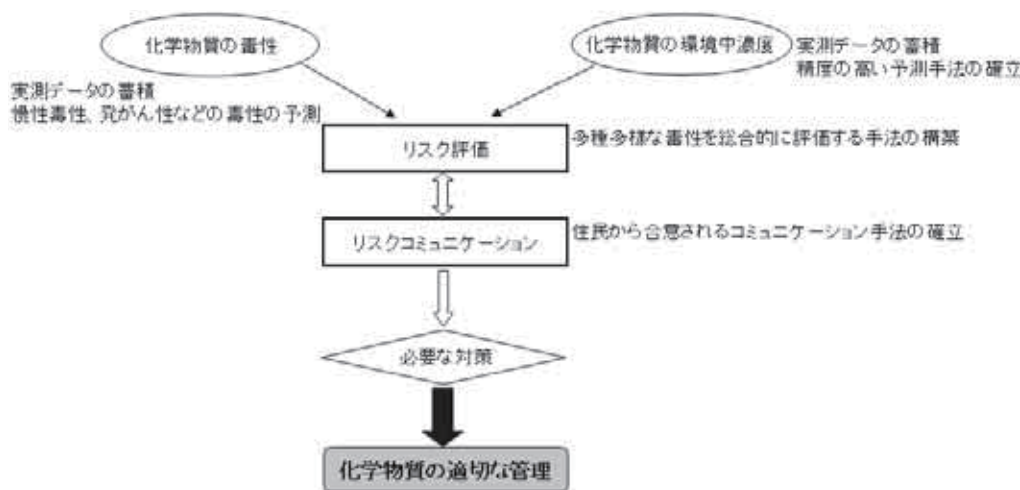 化学物質の毒性
化学物質の環境中濃度
実測データの蓄積
精度の高い予測手法の確立
実測データの蓄積
慢性毒性、発がん性などの毒性の予測
リスク評価
多種多様な毒性を総合的に評価する手法の構築
リスクコミュニケーション
住民から合意されるコミュニケーション手法の確立
必要な対策
化学物質の適切な管理